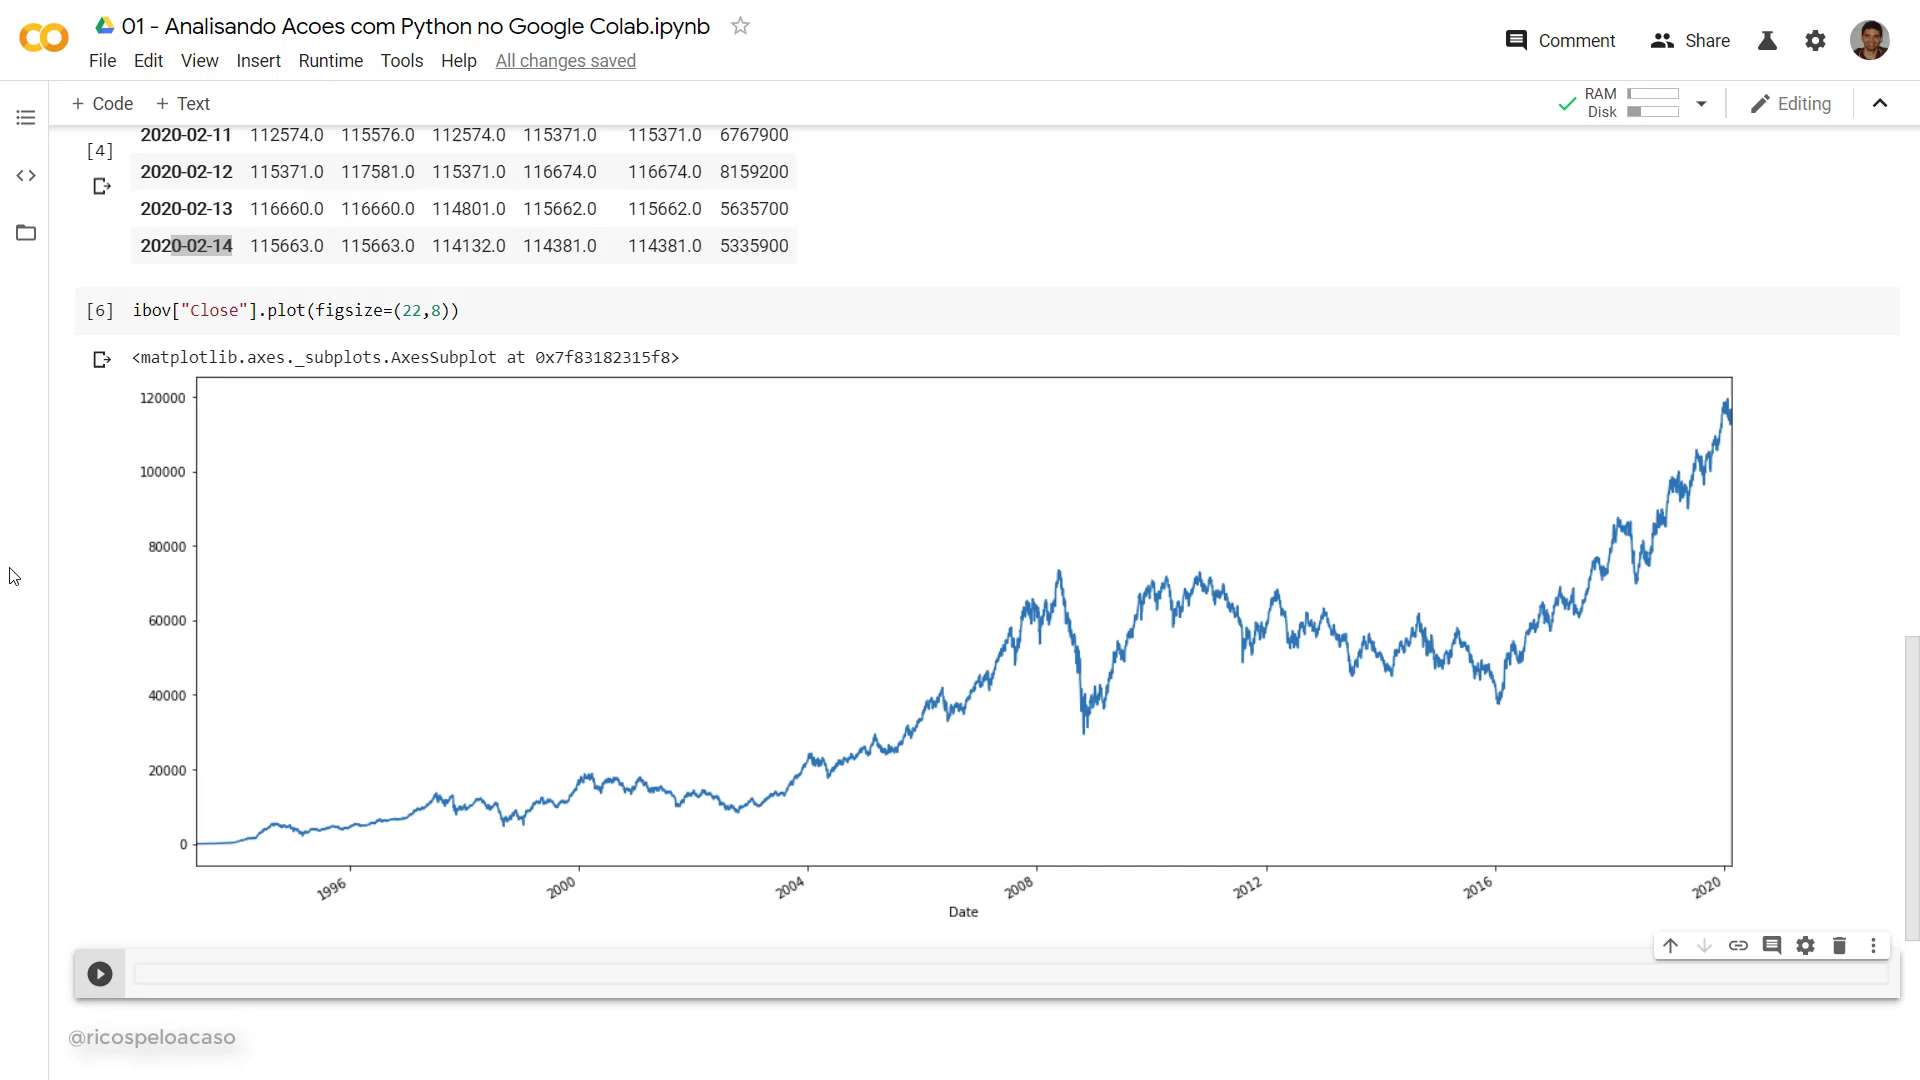 CO
01 - Analisando Acoes com Python no Google Colab.ipynb
Comment
Share
File Edit View Insert Runtime Tools Help All changes saved
+ Code + Text
RAM
Disk
Editing
2020-02-11 112574.0 115576.0 112574.0 115371.0 115371.0 6767900
[4]
2020-02-12 115371.0 117581.0 115371.0 116674.0 116674.0 8159200
2020-02-13 116660.0 116660.0 114801.0 115662.0 115662.0 5635700
2020-02-14 115663.0 115663.0 114132.0 114381.0 114381.0 5335900
[6] ibov["Close"].plot(figsize=(22,8))
<matplotlib.axes._subplots.AxesSubplot at 0x7f83182315f8>
120000
100000
80000
60000
40000
20000
0
1996 2000 2004 2008 2012 2016 2020
Date
@ricospeloacaso